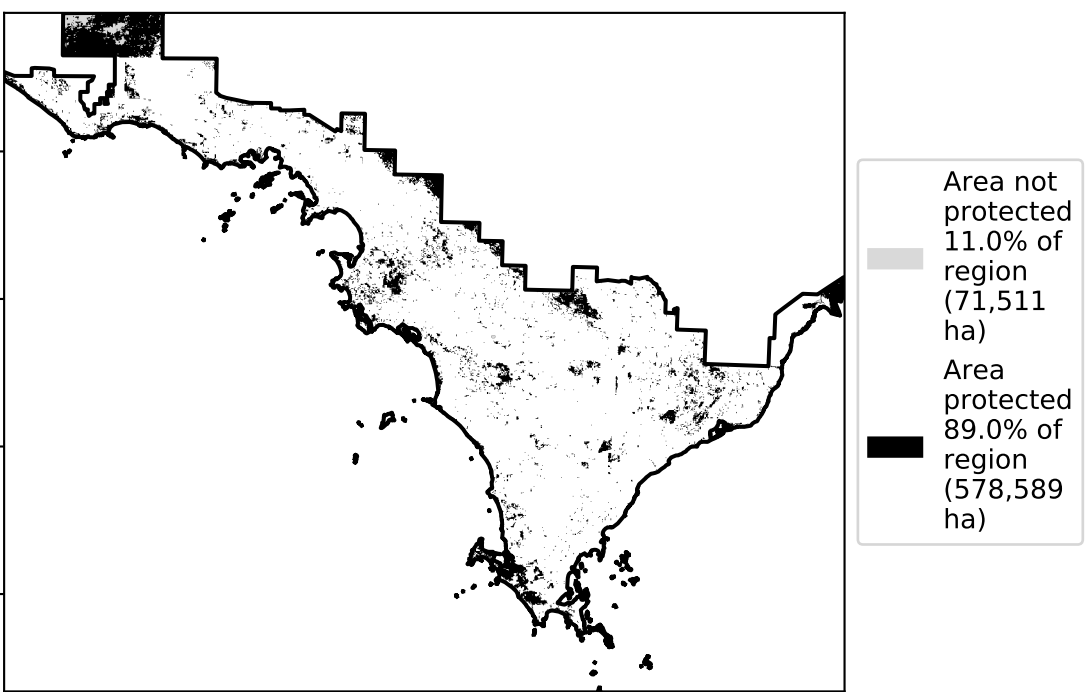 Area not
protected
11.0% of
region
(71,511
ha)
Area
protected
89.0% of
region
(578,589
ha)